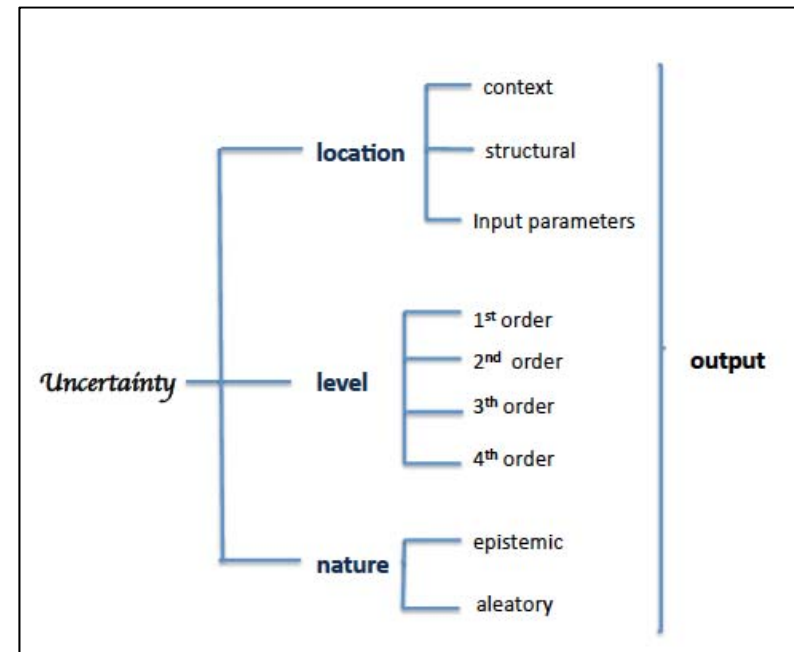 context
location
structural
Input parameters
1st order
2nd order
Uncertainty
level
3th order
4th order
output
epistemic
nature
aleatory